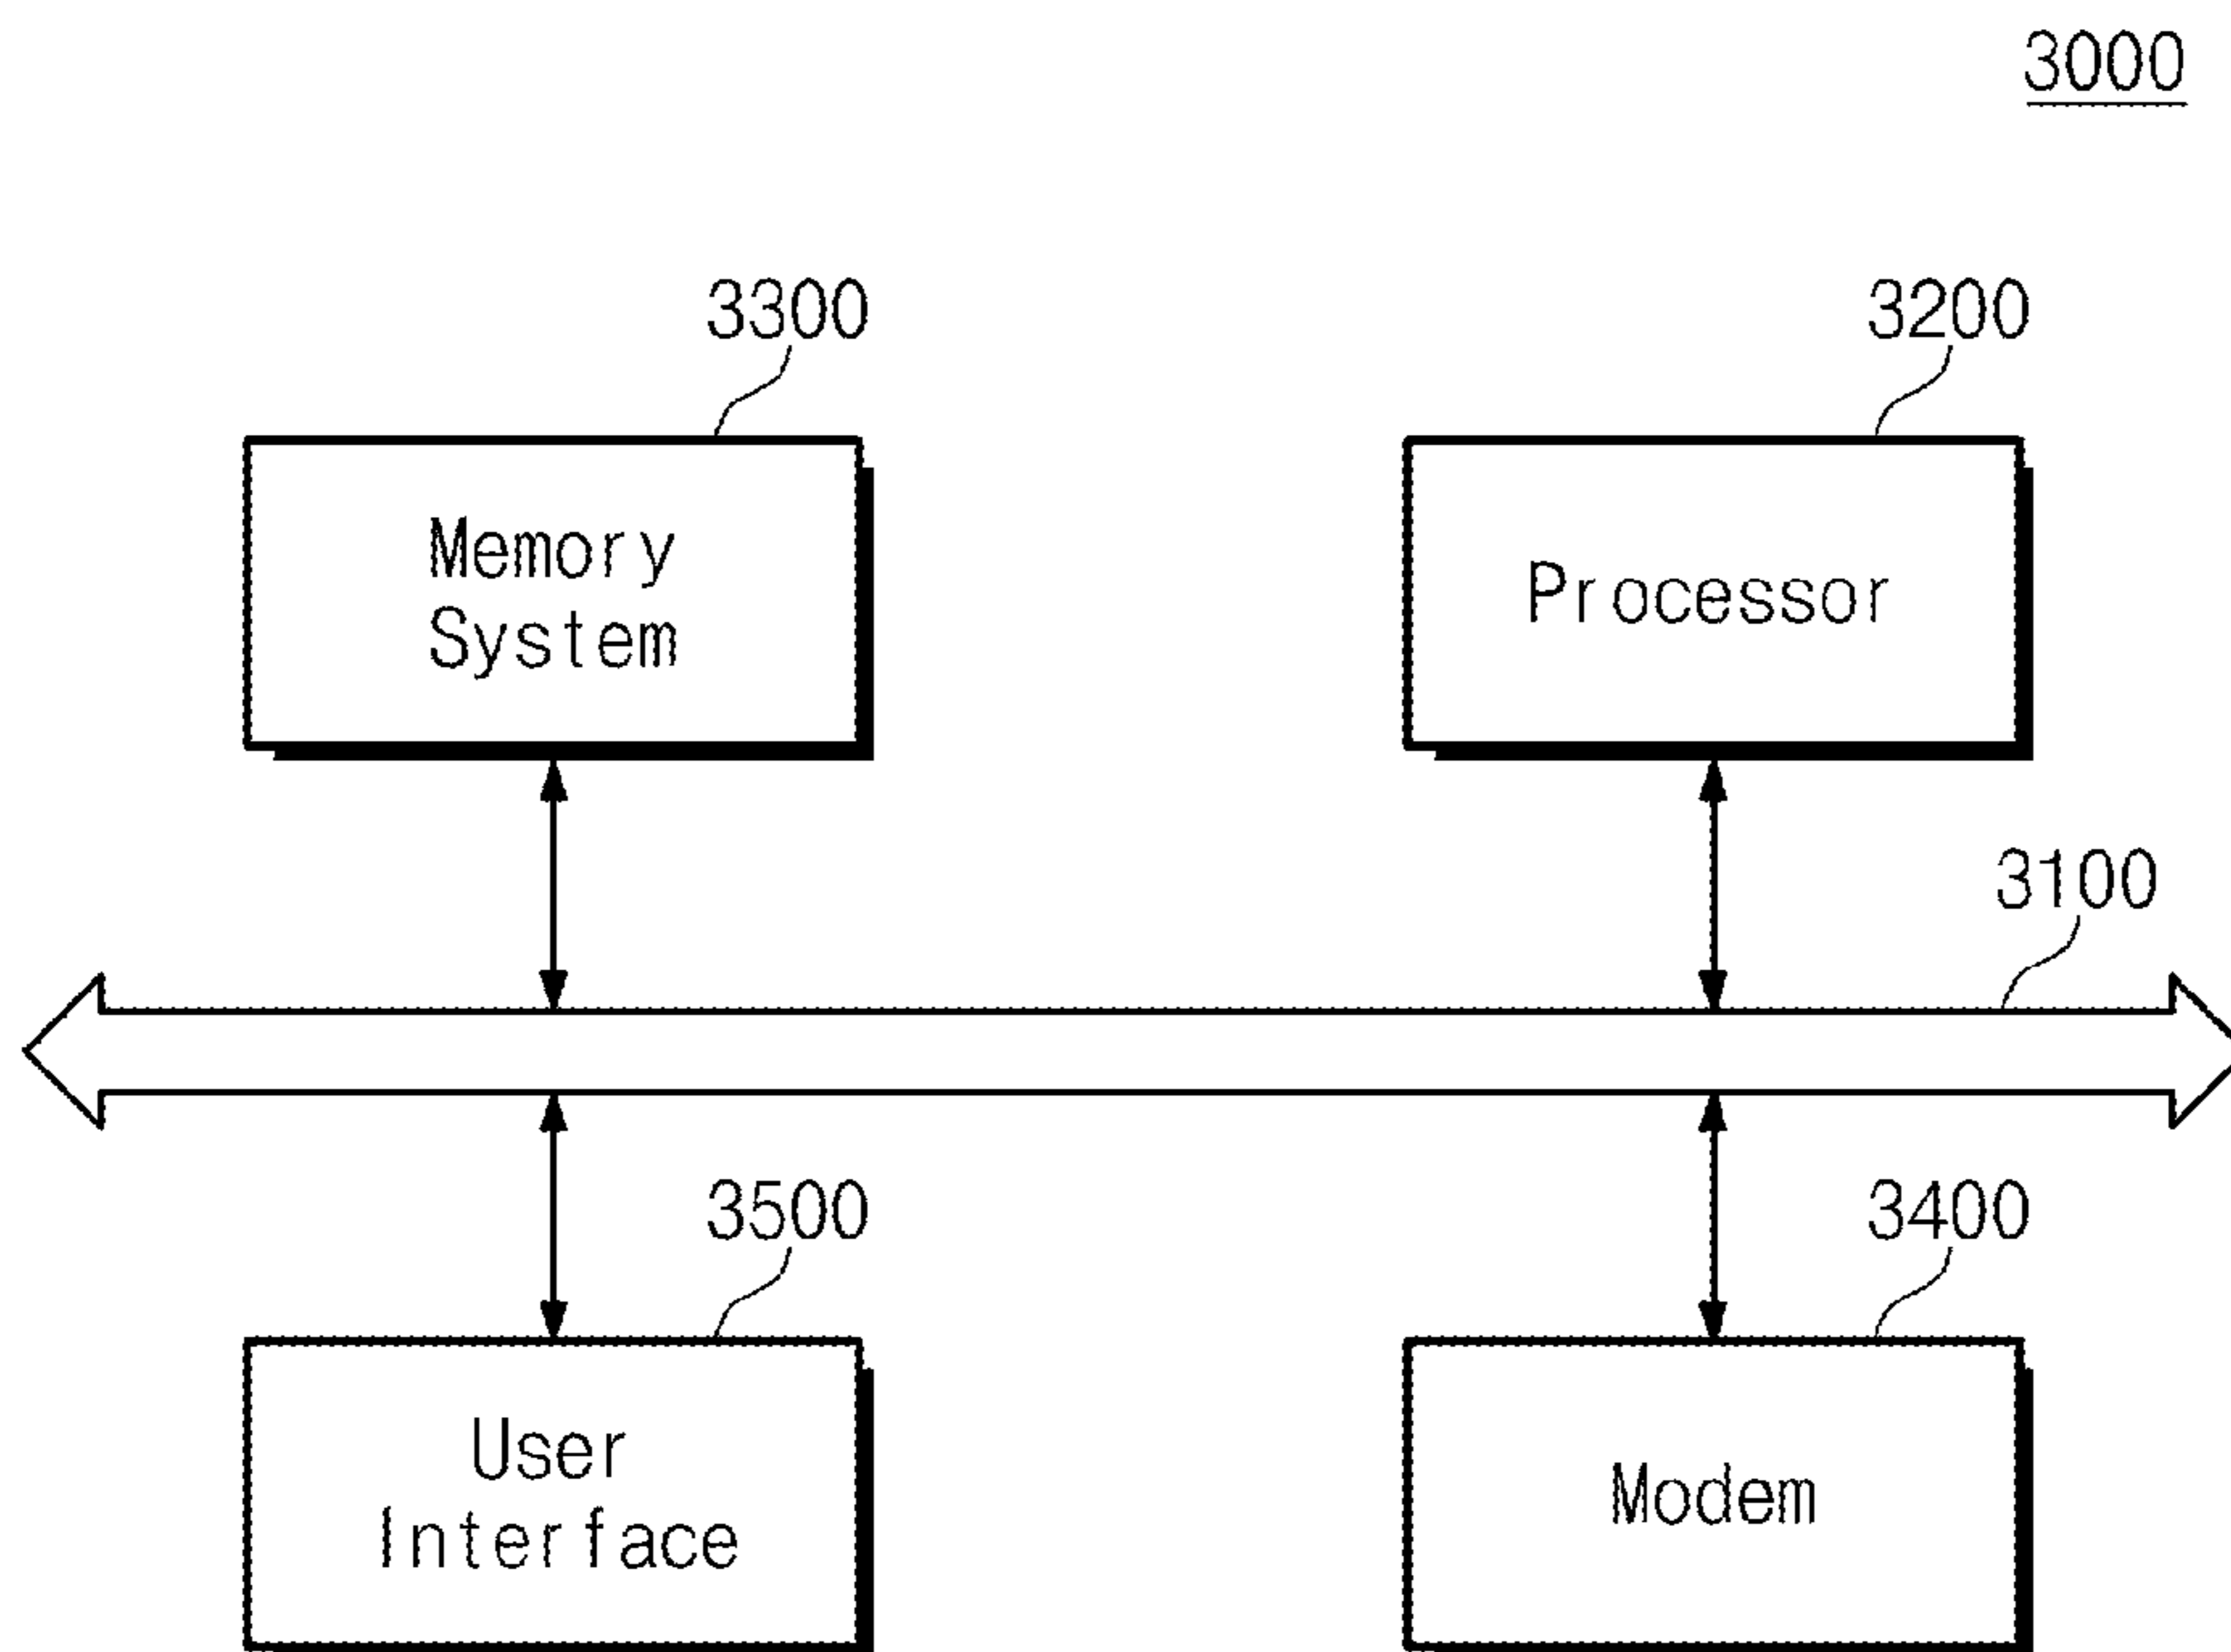 3000
3300
3200
Memory
System
Processor
3100
3500
3400
User
Interface
Modem